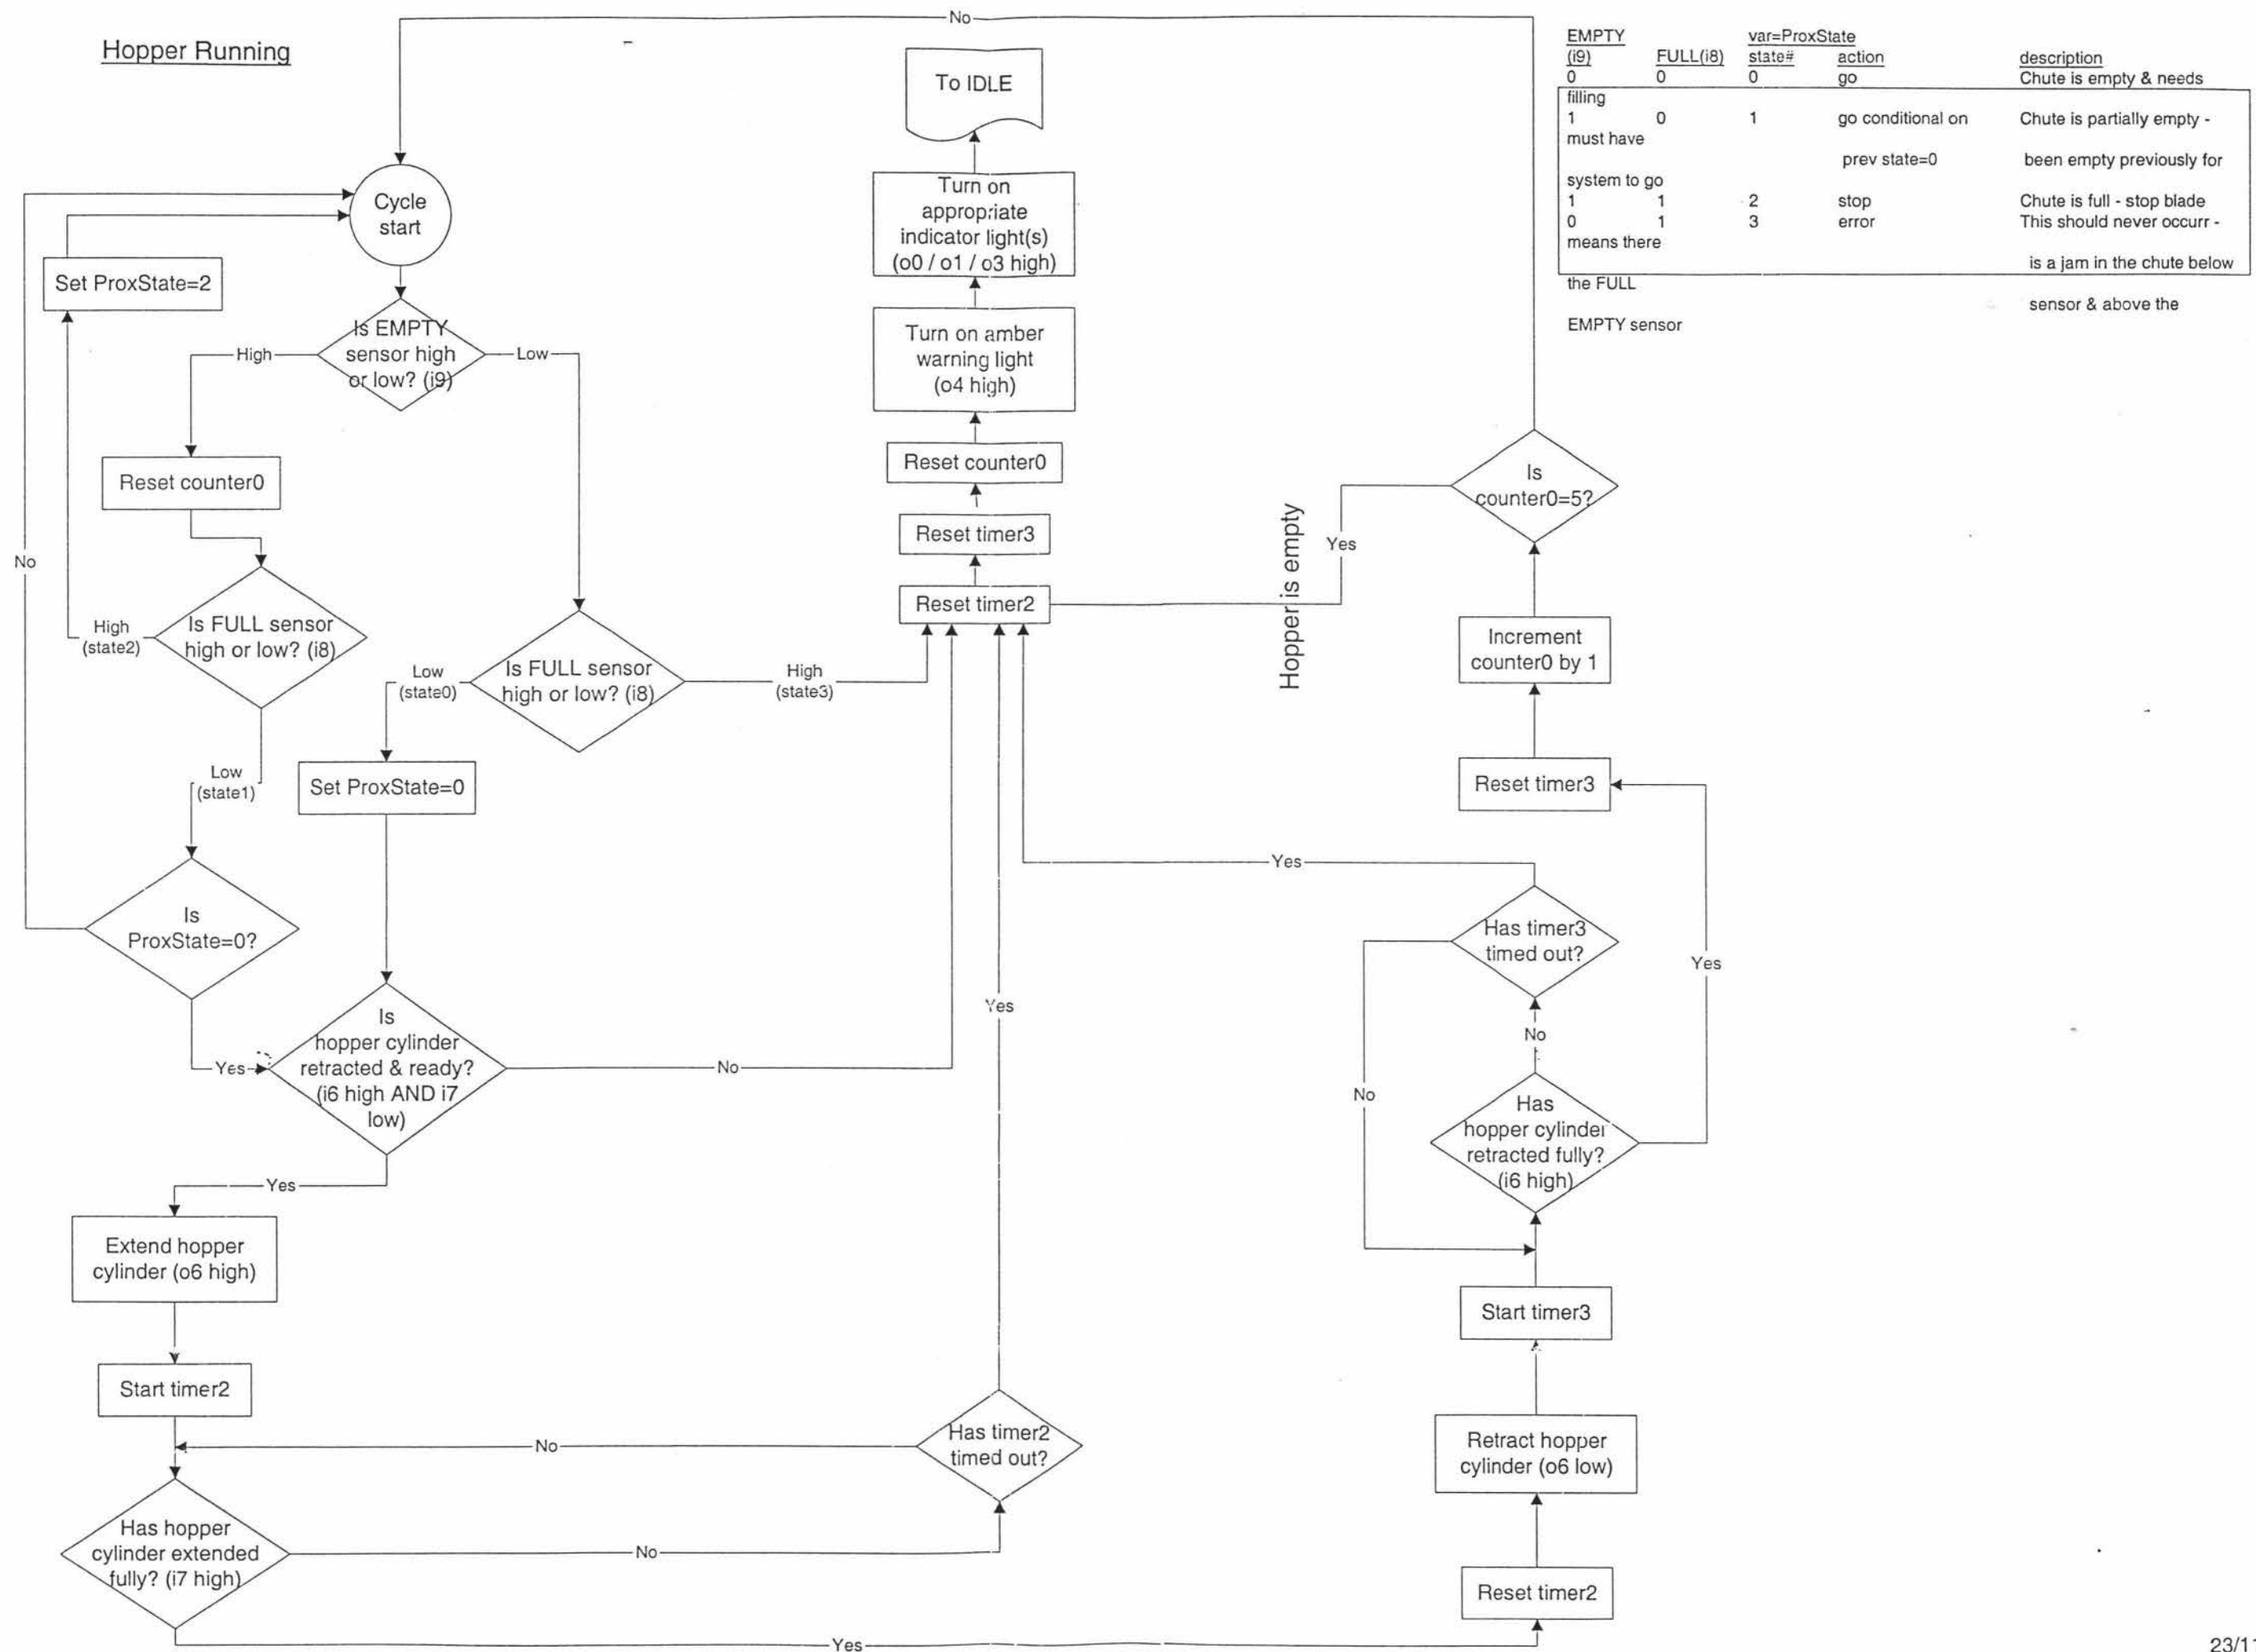 No
Hopper Running
EMPTY var=ProxState
(i9) FULL(i8) state# action description
0 0 0 go Chute is empty & needs
filling
1 0 1 go conditional on Chute is partially empty -
must have
prev state=0 been empty previously for
system to go
1 1 2 stop Chute is full - stop blade
0 1 3 error This should never occurr -
means there
is a jam in the chute below
the FULL
sensor & above the
EMPTY sensor
To IDLE
Turn on
appropriate
indicator light(s)
(o0 / o1 / o3 high)
Turn on amber
warning light
(o4 high)
Reset counter0
Reset timer3
Reset timer2
Cycle
start
Set ProxState=2
Is EMPTY
sensor high
or low? (i9)
High
Low
Reset counter0
No
Is FULL sensor
high or low? (i8)
High
(state2)
Low
(state1)
Is FULL sensor
high or low? (i8)
Low
(state0)
High
(state3)
Set ProxState=0
Is
ProxState=0?
Yes
Is
hopper cylinder
retracted & ready?
(i6 high AND i7
low)
No
Yes
Extend hopper
cylinder (o6 high)
Start timer2
Has hopper
cylinder extended
fully? (i7 high)
No
No
Has timer2
timed out?
Yes
Yes
Hopper is empty
Yes
Is
counter0=5?
Increment
counter0 by 1
Reset timer3
Yes
Has timer3
timed out?
Yes
No
No
Has
hopper cylinder
retracted fully?
(i6 high)
Start timer3
Retract hopper
cylinder (o6 low)
Reset timer2